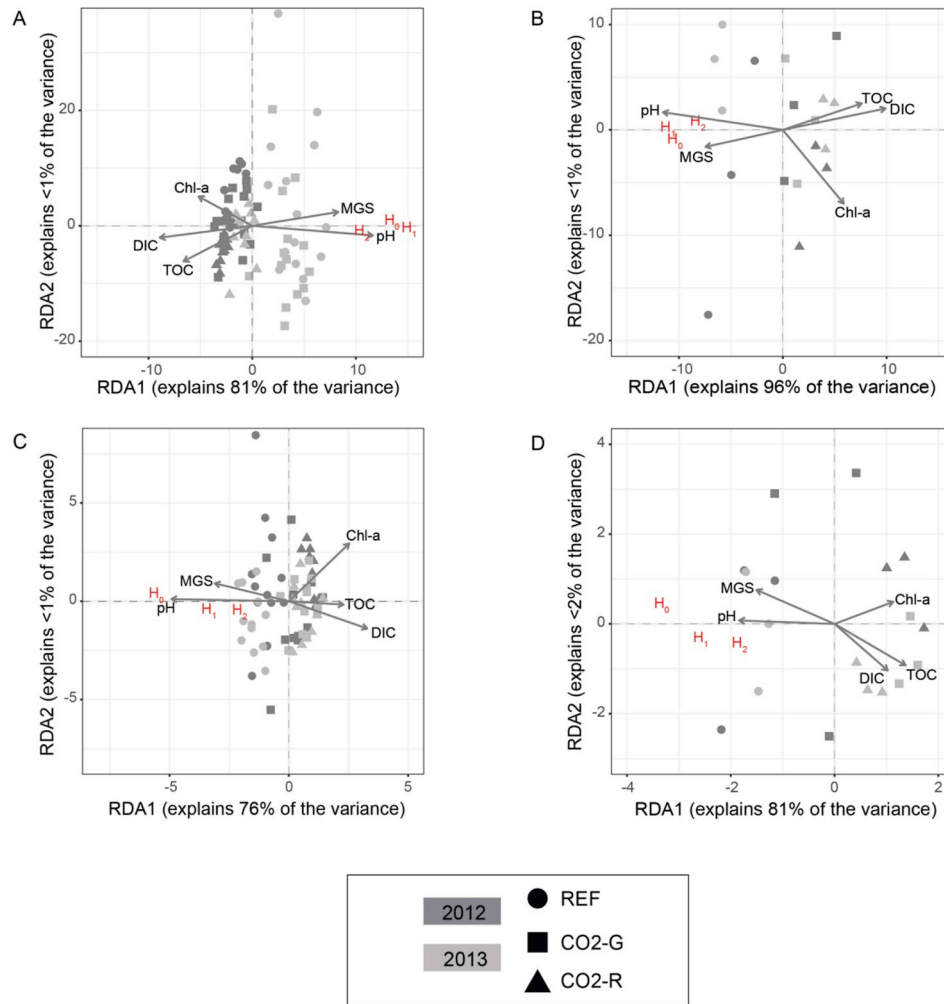 A
20
0
-20
RDA2 (explains <1% of the variance)
Chl-a
MGS
H0
H1
H2
pH
DIC
TOC
-10
0
10
RDA1 (explains 81% of the variance)
B
10
0
-10
-20
RDA2 (explains <1% of the variance)
pH
H1
H2
H0
MGS
TOC
DIC
Chl-a
-10
0
10
RDA1 (explains 96% of the variance)
C
5
0
-5
RDA2 (explains <1% of the variance)
Chl-a
MGS
H0
pH
H1
H2
TOC
DIC
-5
0
5
RDA1 (explains 76% of the variance)
D
4
2
0
-2
RDA2 (explains <2% of the variance)
MGS
Chl-a
H0
pH
H1
H2
DIC
TOC
-4
-2
0
2
RDA1 (explains 81% of the variance)
2012
REF
2013
CO2-G
CO2-R